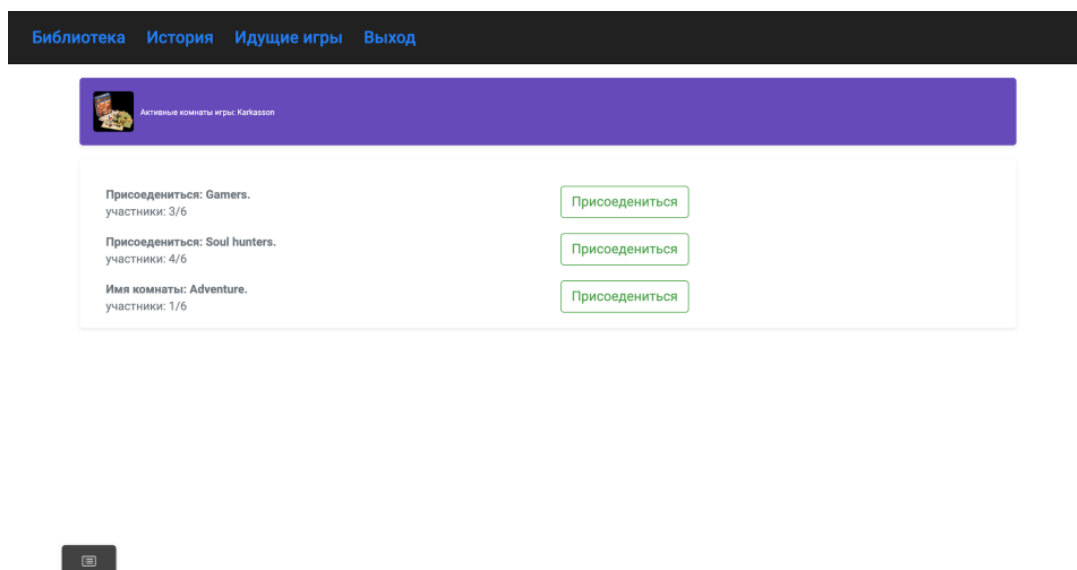 Библиотека История Идущие игры Выход
Активные комнаты игры: Karkasson
Присоедениться: Gamers.
участники: 3/6
Присоедениться
Присоедениться: Soul hunters.
участники: 4/6
Присоедениться
Имя комнаты: Adventure.
участники: 1/6
Присоедениться